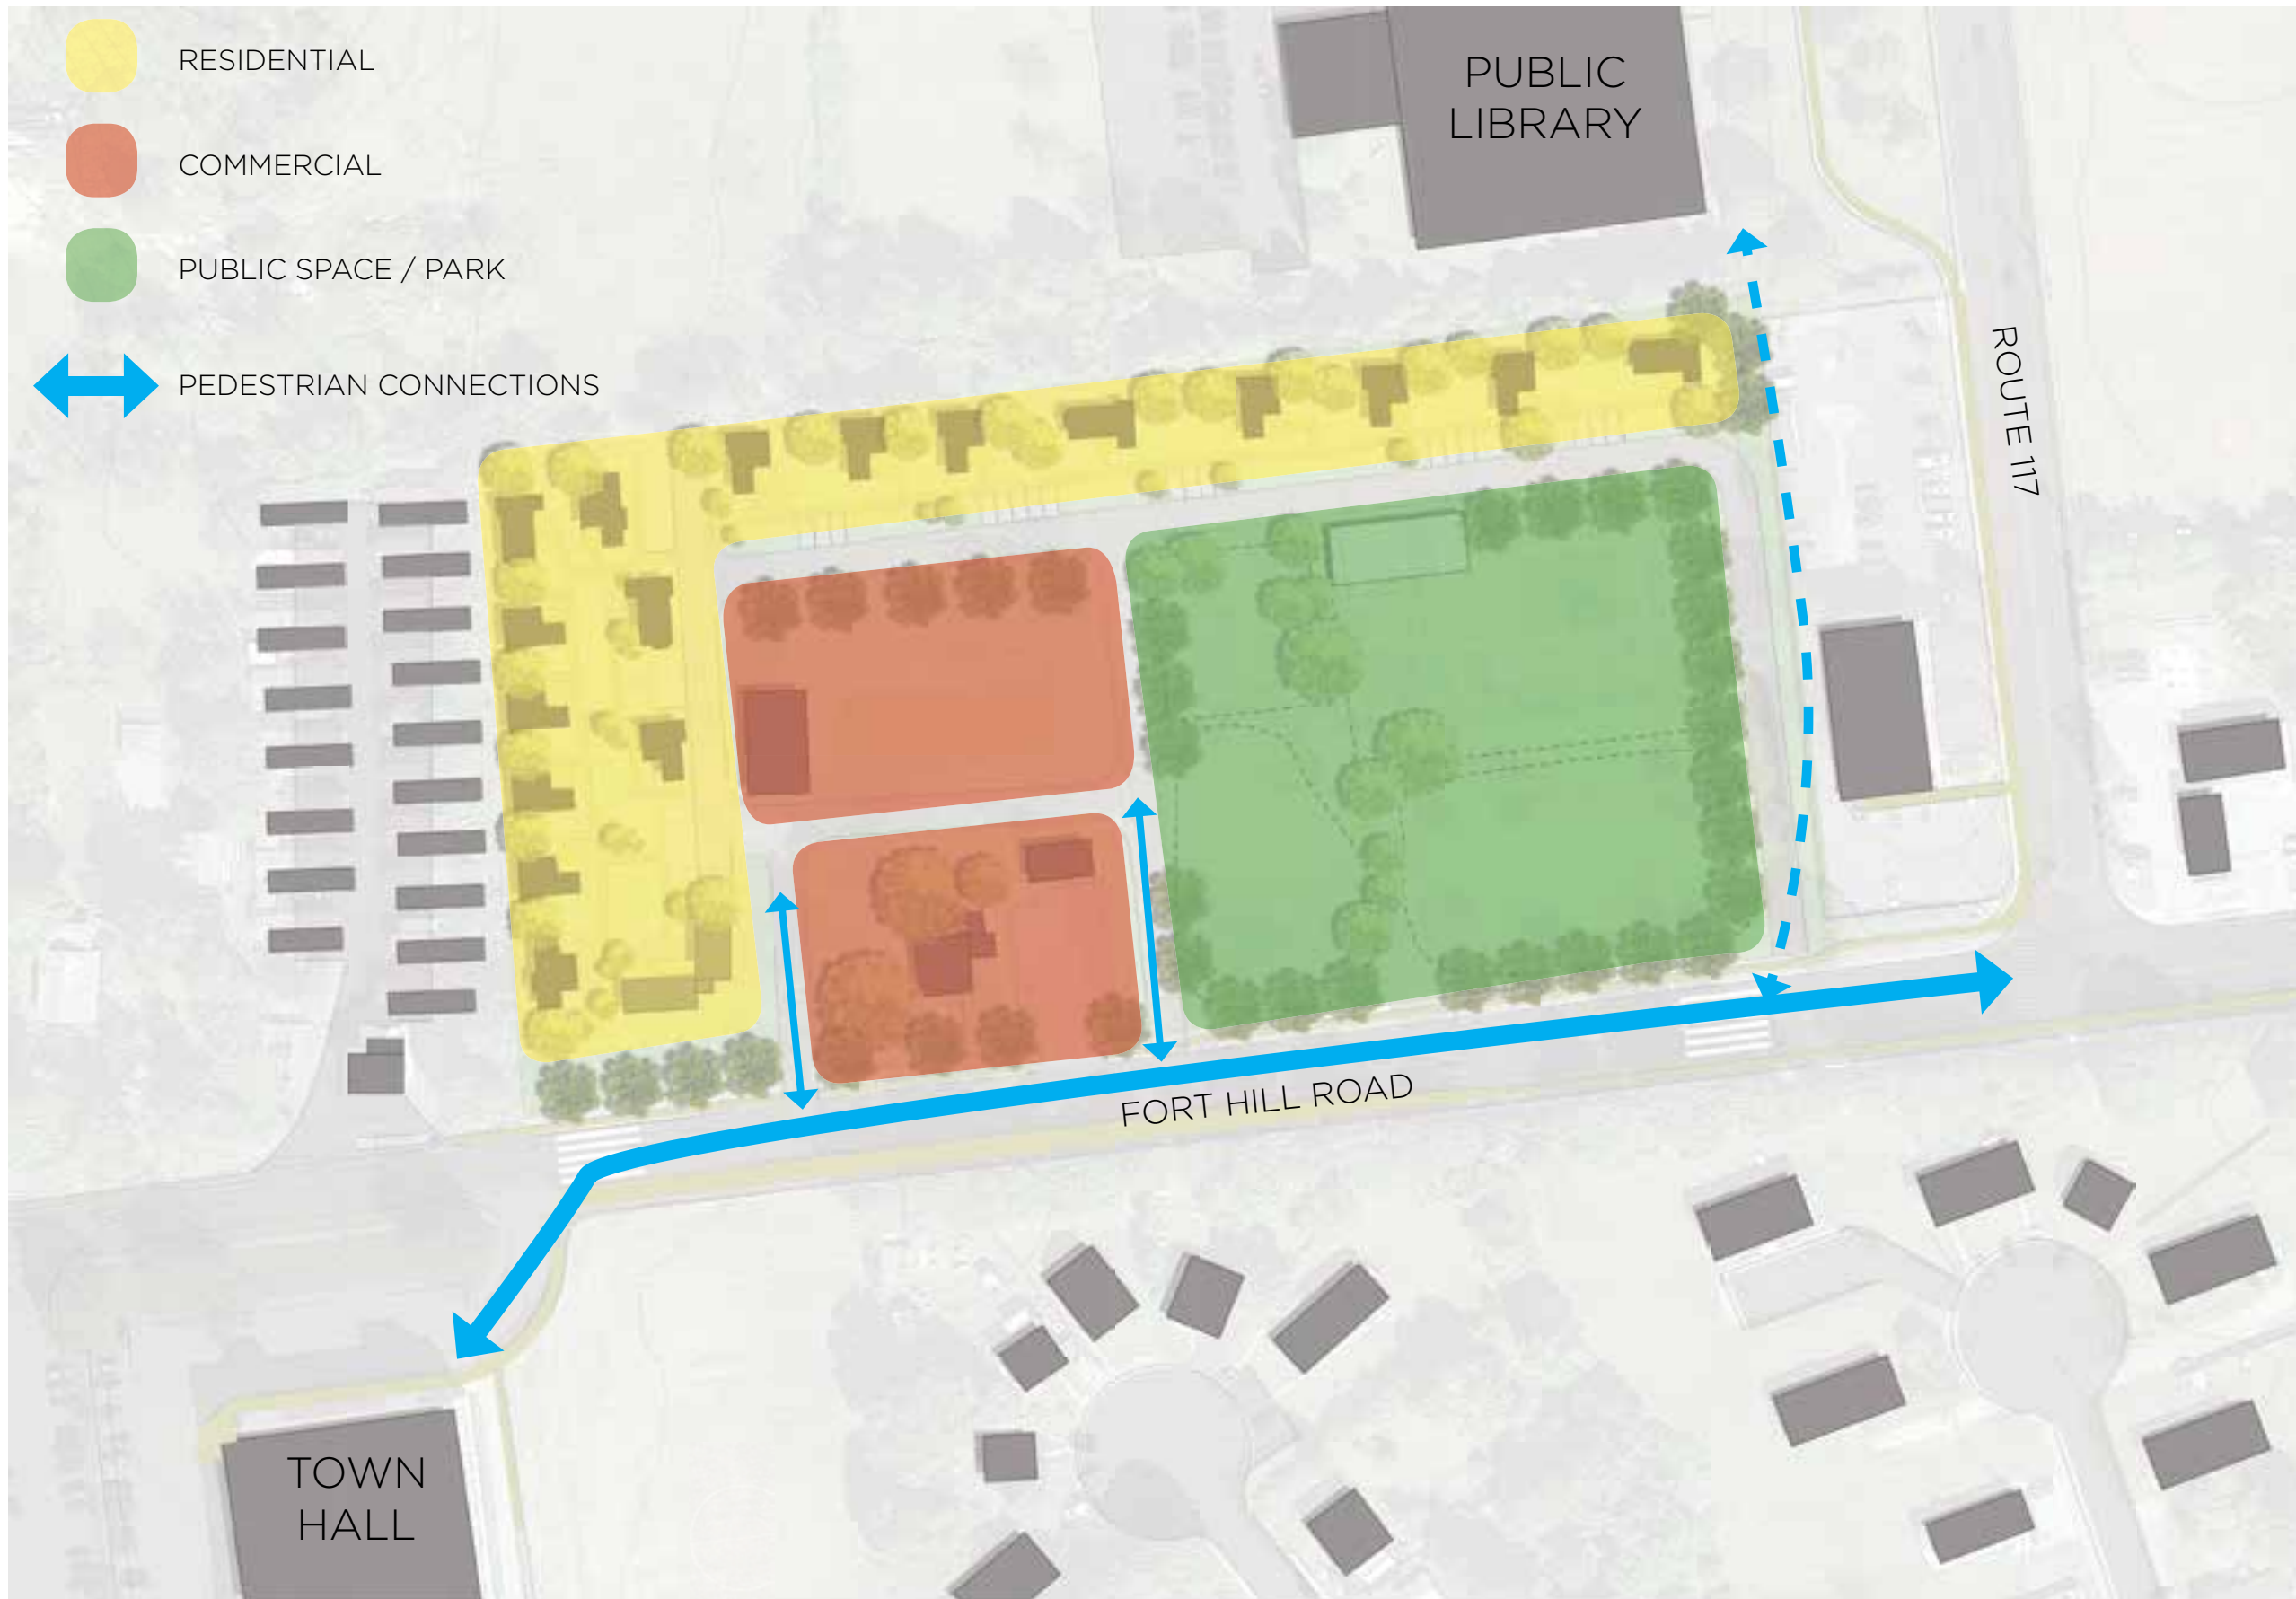 RESIDENTIAL
COMMERCIAL
PUBLIC SPACE / PARK
PEDESTRIAN CONNECTIONS
PUBLIC
LIBRARY
ROUTE 117
FORT HILL ROAD
TOWN
HALL